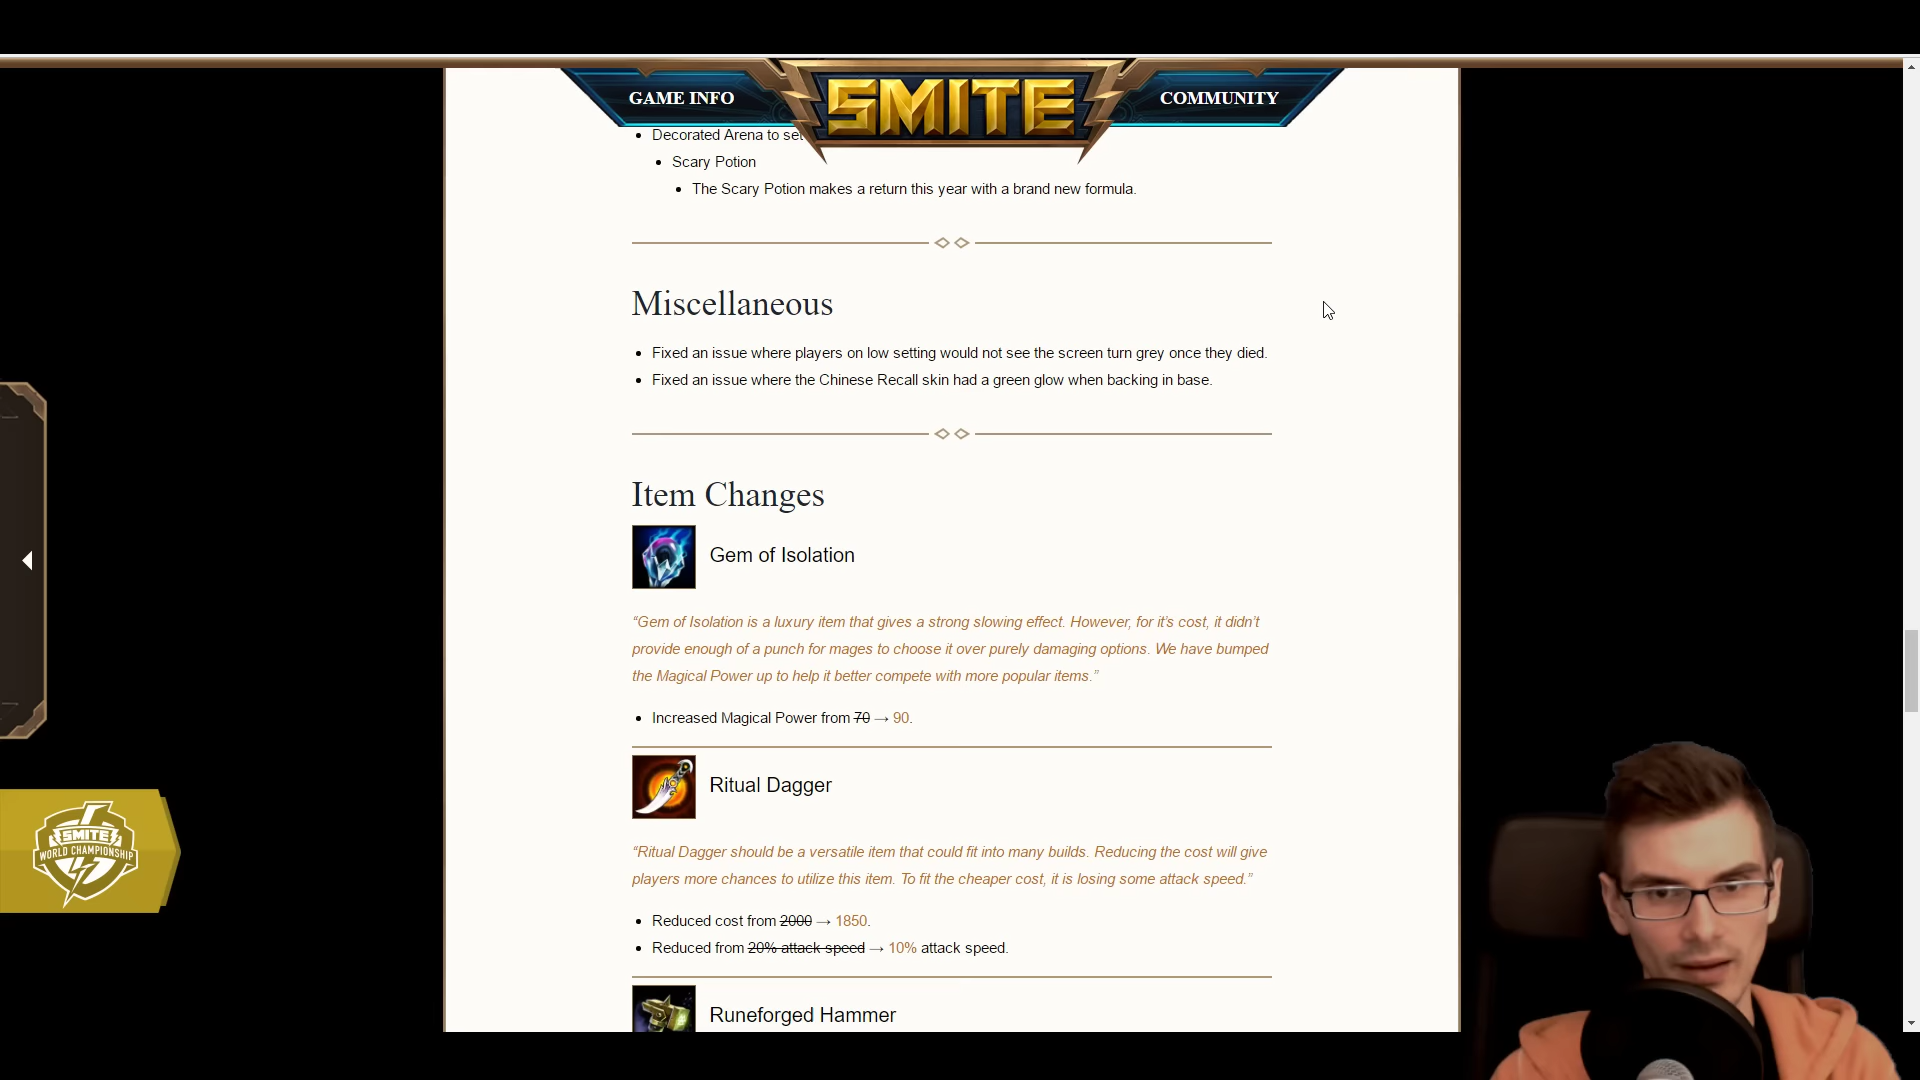 GAME INFO
SMITE
COMMUNITY
Decorated Arena to set
Scary Potion
The Scary Potion makes a return this year with a brand new formula.
Miscellaneous
Fixed an issue where players on low setting would not see the screen turn grey once they died.
Fixed an issue where the Chinese Recall skin had a green glow when backing in base.
Item Changes
Gem of Isolation
“Gem of Isolation is a luxury item that gives a strong slowing effect. However, for it’s cost, it didn’t
provide enough of a punch for mages to choose it over purely damaging options. We have bumped
the Magical Power up to help it better compete with more popular items.”
Increased Magical Power from 70 → 90.
Ritual Dagger
“Ritual Dagger should be a versatile item that could fit into many builds. Reducing the cost will give
players more chances to utilize this item. To fit the cheaper cost, it is losing some attack speed.”
Reduced cost from 2000 → 1850.
Reduced from 20% attack speed → 10% attack speed.
Runeforged Hammer
SMITE
WORLD CHAMPIONSHIP